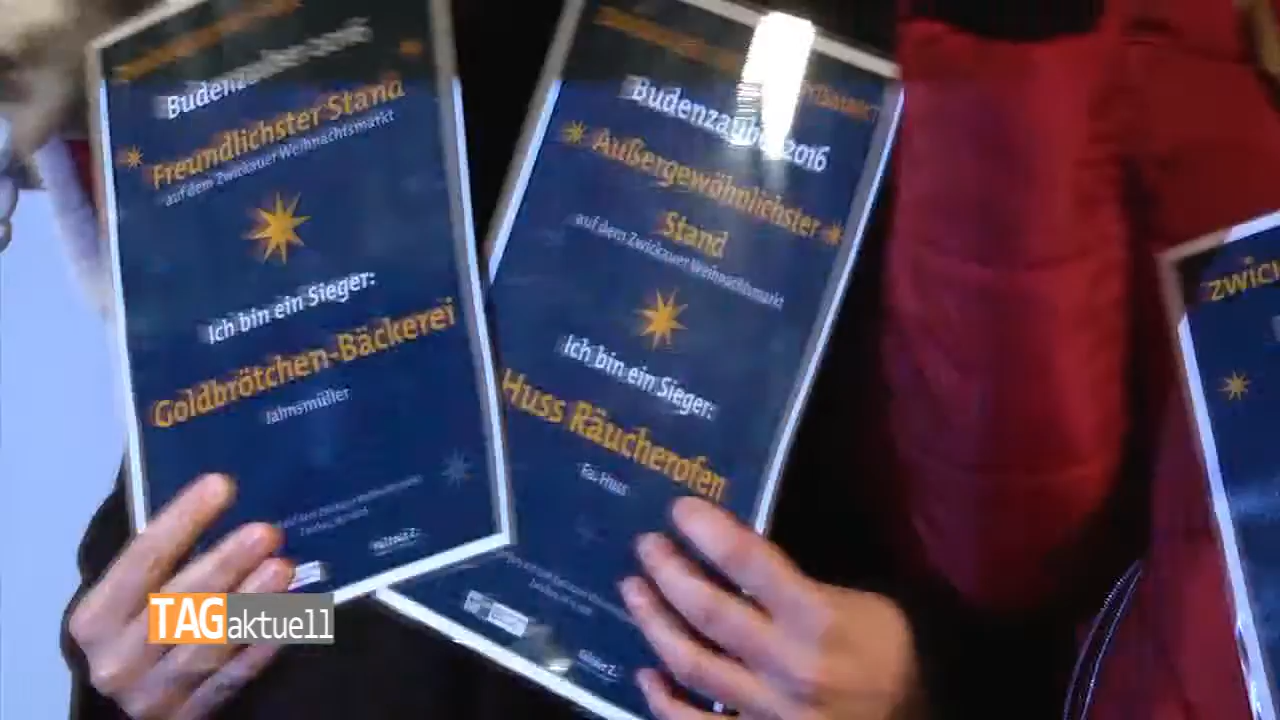 Budenzauber 2016
Freundlichster Stand
auf dem Zwickauer Weihnachtsmarkt
Ich bin ein Sieger:
Goldbrötchen-Bäckerei
Jahnsmüller
Budenzauber 2016
Außergewöhnlichster
Stand
auf dem Zwickauer Weihnachtsmarkt
Ich bin ein Sieger:
Huss Räucherofen
Fa. Huss
TAGaktuell